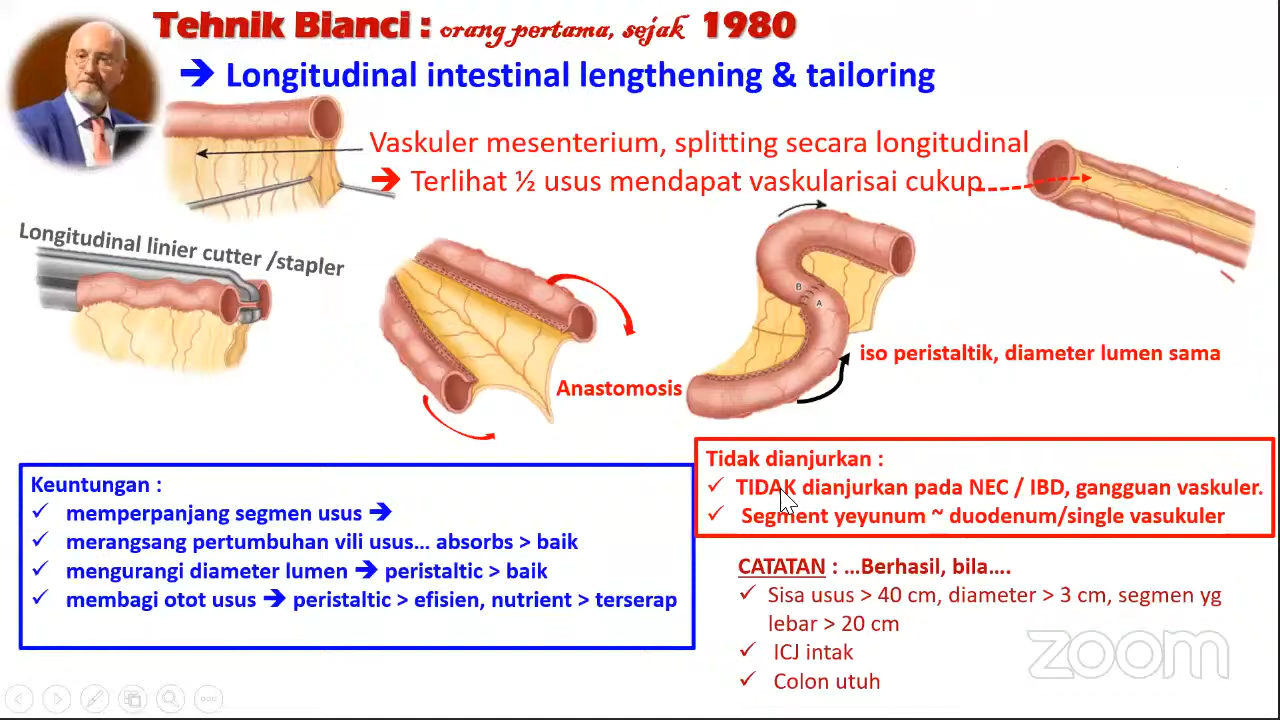 Tehnik Bianci : orang pertama, sejak 1980
➔ Longitudinal intestinal lengthening & tailoring
Vaskuler mesenterium, splitting secara longitudinal
➔ Terlihat ½ usus mendapat vaskularisai cukup
Longitudinal linier cutter /stapler
B
A
iso peristaltik, diameter lumen sama
Anastomosis
Keuntungan :
✓ memperpanjang segmen usus ➔
✓ merangsang pertumbuhan vili usus... absorbs > baik
✓ mengurangi diameter lumen ➔ peristaltic > baik
✓ membagi otot usus ➔ peristaltic > efisien, nutrient > terserap
Tidak dianjurkan :
✓ TIDAK dianjurkan pada NEC / IBD, gangguan vaskuler.
✓ Segment yeyunum ~ duodenum/single vasukuler
CATATAN : ...Berhasil, bila....
✓ Sisa usus > 40 cm, diameter > 3 cm, segmen yg
lebar > 20 cm
✓ ICJ intak
✓ Colon utuh
zoom